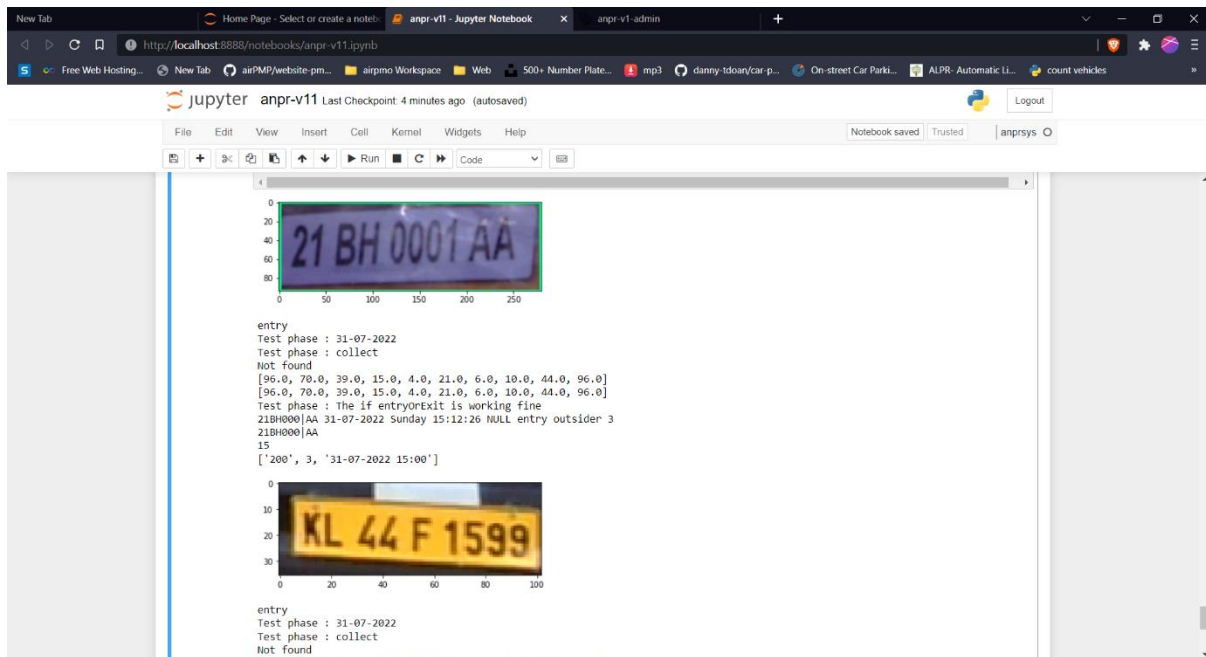 New Tab
Home Page - Select or create a notebo
anpr-v11 - Jupyter Notebook
anpr-v1-admin
http://localhost:8888/notebooks/anpr-v11.ipynb
Free Web Hosting...
New Tab
airPMP/website-pm...
airpmo Workspace
Web
500+ Number Plate...
mp3
danny-tdoan/car-p...
On-street Car Parki...
ALPR- Automatic Li...
count vehicles
»
jupyter anpr-v11 Last Checkpoint: 4 minutes ago (autosaved)
Logout
File Edit View Insert Cell Kernel Widgets Help
Notebook saved Trusted anprsys
Run Code
0
20
40
60
80
21 BH 0001 AA
0 50 100 150 200 250
entry
Test phase : 31-07-2022
Test phase : collect
Not found
[96.0, 70.0, 39.0, 15.0, 4.0, 21.0, 6.0, 10.0, 44.0, 96.0]
[96.0, 70.0, 39.0, 15.0, 4.0, 21.0, 6.0, 10.0, 44.0, 96.0]
Test phase : The if entryOrExit is working fine
21BH000|AA 31-07-2022 Sunday 15:12:26 NULL entry outsider 3
21BH000|AA
15
['200', 3, '31-07-2022 15:00']
0
10
20
30
KL 44 F 1599
0 20 40 60 80 100
entry
Test phase : 31-07-2022
Test phase : collect
Not found